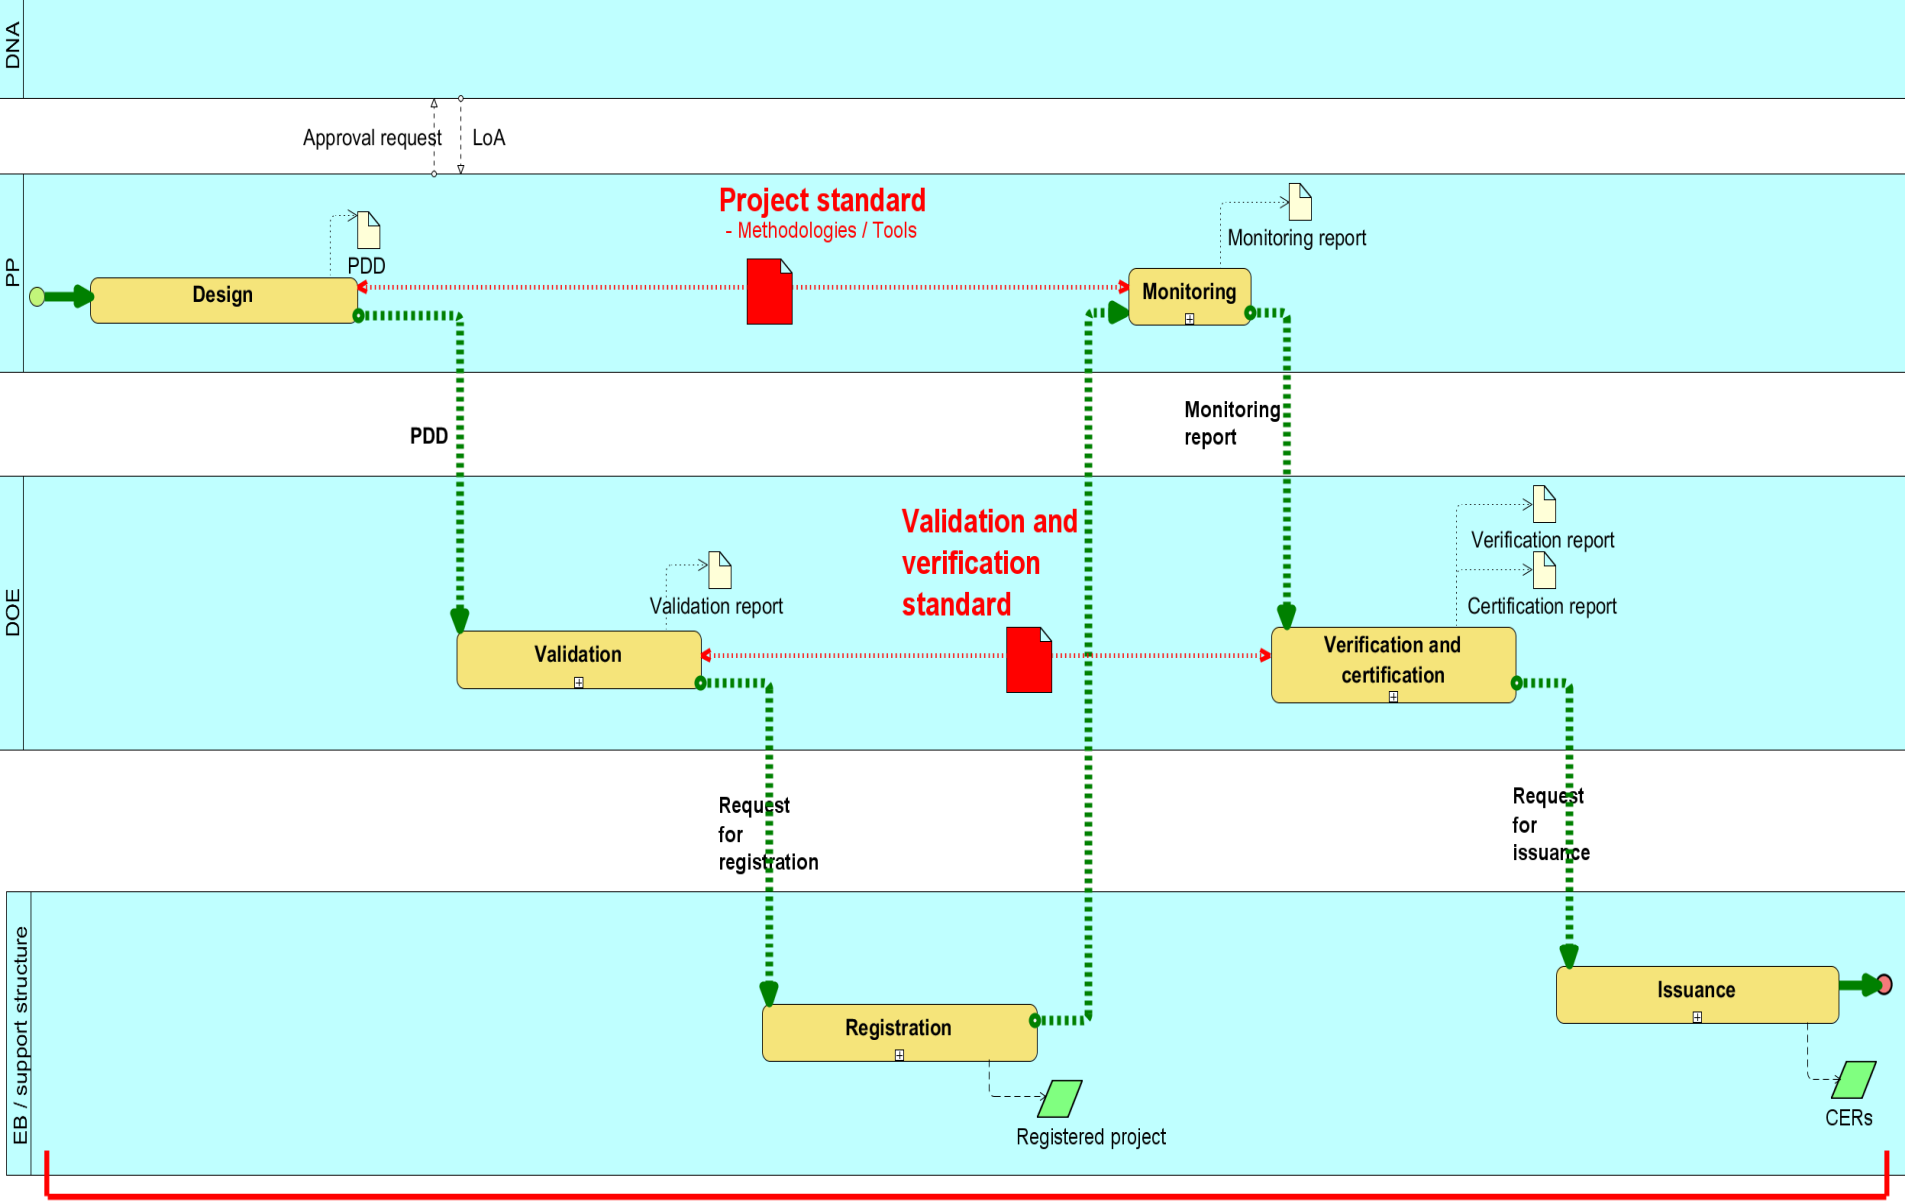 DNA
Approval request
LoA
PP
Project standard
- Methodologies / Tools
PDD
Design
Monitoring report
Monitoring
PDD
Monitoring
report
DOE
Validation and
verification
standard
Validation report
Validation
Verification report
Certification report
Verification and
certification
Request
for
registration
Request
for
issuance
EB / support structure
Registration
Registered project
Issuance
CERs